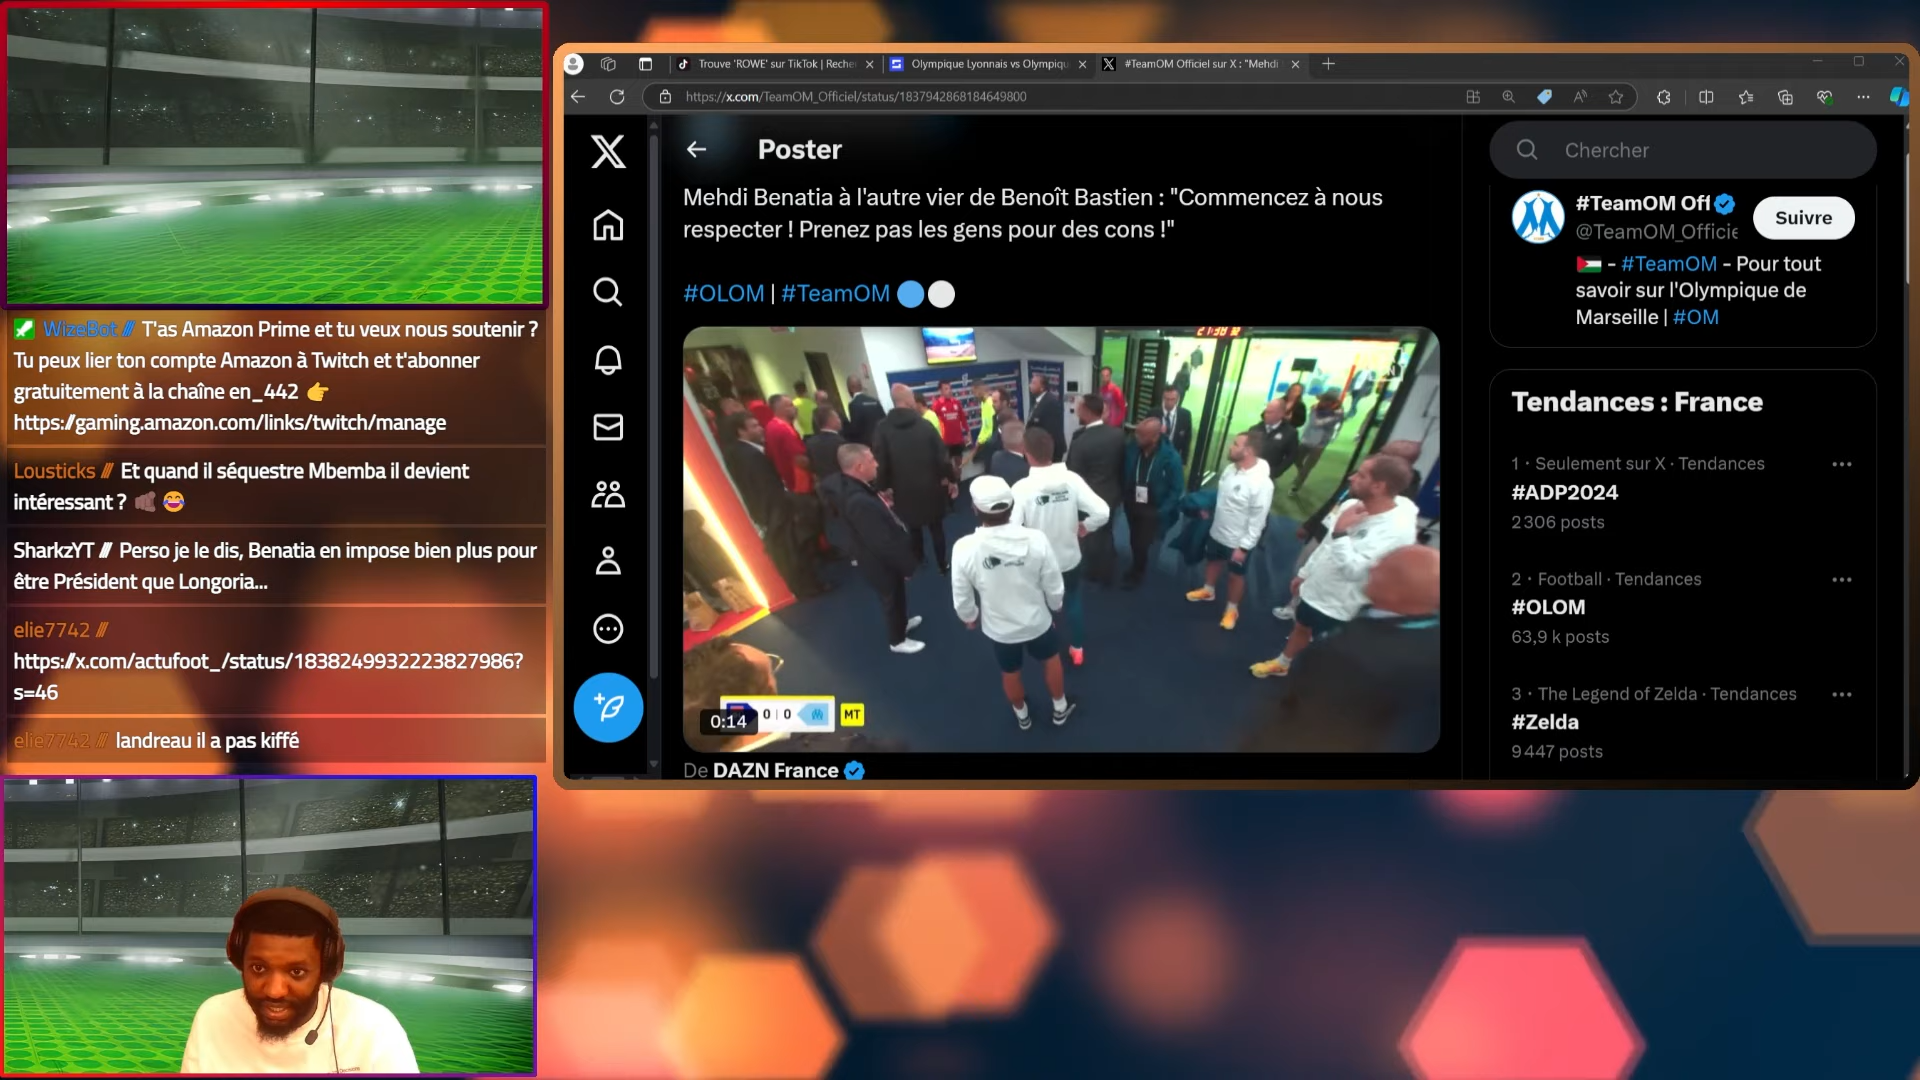 WizeBot /// T'as Amazon Prime et tu veux nous soutenir ?
Tu peux lier ton compte Amazon à Twitch et t'abonner
gratuitement à la chaîne en_442 👉
https://gaming.amazon.com/links/twitch/manage
Lousticks /// Et quand il séquestre Mbemba il devient
intéressant ? 👊🏾 😂
SharkzYT /// Perso je le dis, Benatia en impose bien plus pour
être Président que Longoria...
elie7742 ///
https://x.com/actufoot_/status/1838249932223827986?
s=46
elie7742 /// landreau il a pas kiffé
Trouve 'ROWE' sur TikTok | Reche
Olympique Lyonnais vs Olympiqu
#TeamOM Officiel sur X : "Mehdi
https://x.com/TeamOM_Officiel/status/1837942868184649800
Poster
Mehdi Benatia à l'autre vier de Benoît Bastien : "Commencez à nous
respecter ! Prenez pas les gens pour des cons !"
#OLOM | #TeamOM 🔵⚪
0:14
0 | 0
MT
De DAZN France
Chercher
#TeamOM Off
@TeamOM_Officie
Suivre
🇵🇸 - #TeamOM - Pour tout
savoir sur l'Olympique de
Marseille | #OM
Tendances : France
1 · Seulement sur X · Tendances
#ADP2024
2 306 posts
2 · Football · Tendances
#OLOM
63,9 k posts
3 · The Legend of Zelda · Tendances
#Zelda
9 447 posts